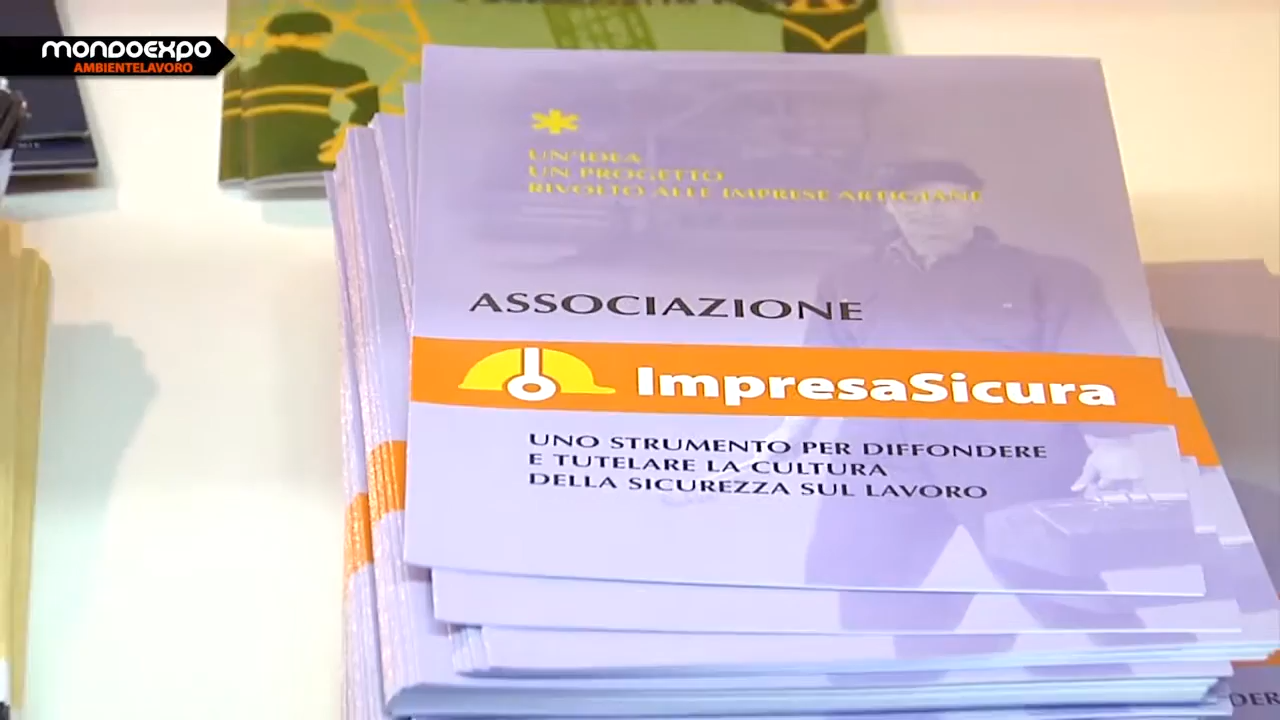 MONDOEXPO
AMBIENTELAVORO
UN'IDEA
UN PROGETTO
RIVOLTO ALLE IMPRESE ARTIGIANE
ASSOCIAZIONE
ImpresaSicura
UNO STRUMENTO PER DIFFONDERE
E TUTELARE LA CULTURA
DELLA SICUREZZA SUL LAVORO